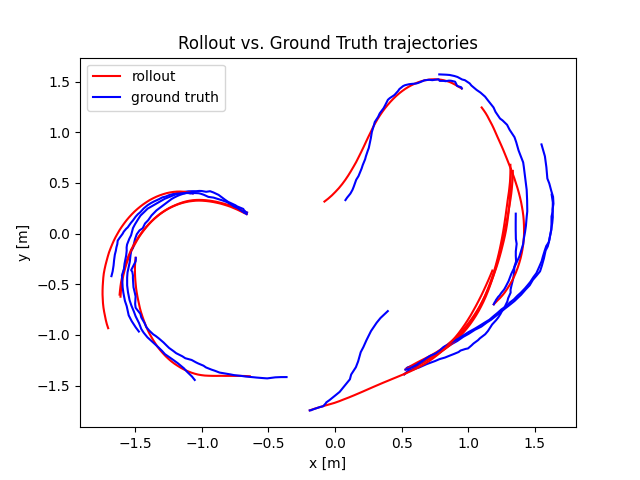 Rollout vs. Ground Truth trajectories
rollout
ground truth
1.5
1.0
0.5
0.0
−0.5
−1.0
−1.5
y [m]
−1.5 −1.0 −0.5 0.0 0.5 1.0 1.5
x [m]